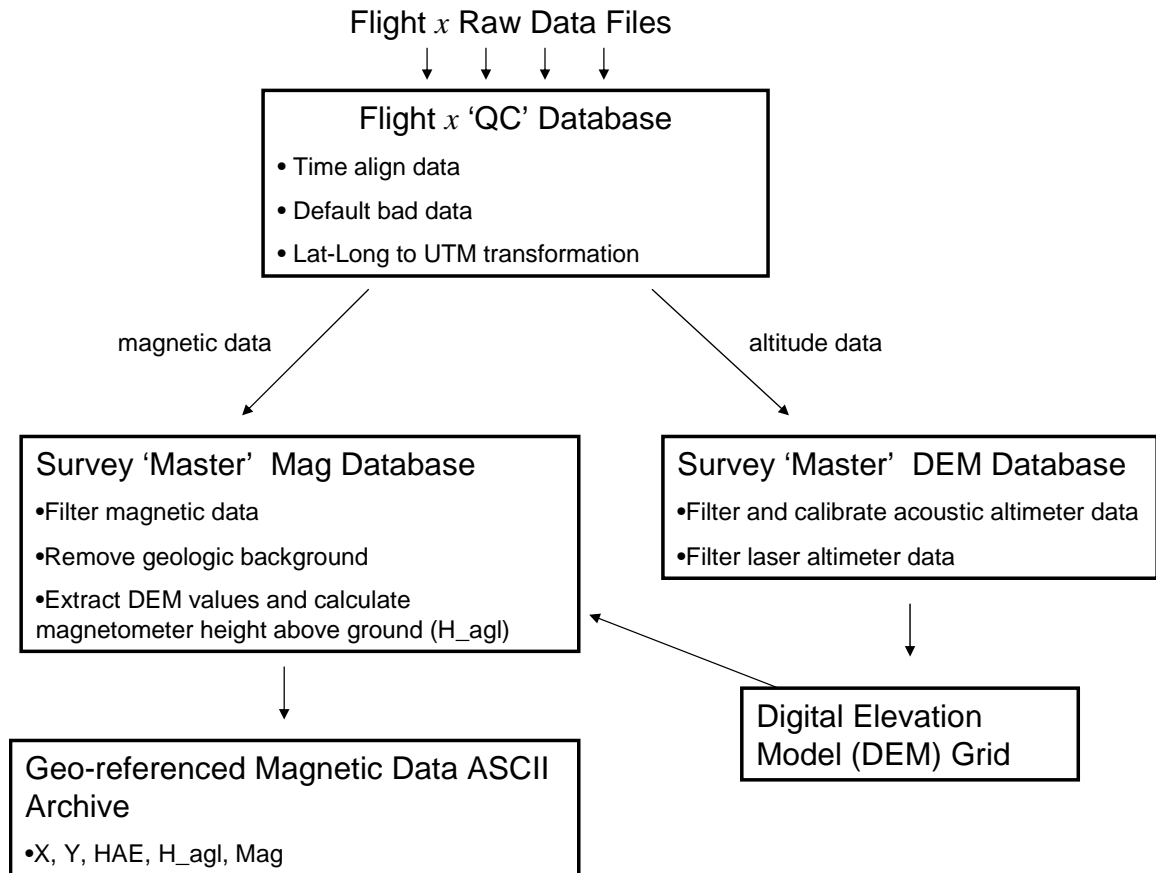 Flight x Raw Data Files
Flight x ‘QC’ Database
• Time align data
• Default bad data
• Lat-Long to UTM transformation
magnetic data
altitude data
Survey ‘Master’ Mag Database
•Filter magnetic data
•Remove geologic background
•Extract DEM values and calculate
magnetometer height above ground (H_agl)
Survey ‘Master’ DEM Database
•Filter and calibrate acoustic altimeter data
•Filter laser altimeter data
Digital Elevation
Model (DEM) Grid
Geo-referenced Magnetic Data ASCII
Archive
•X, Y, HAE, H_agl, Mag